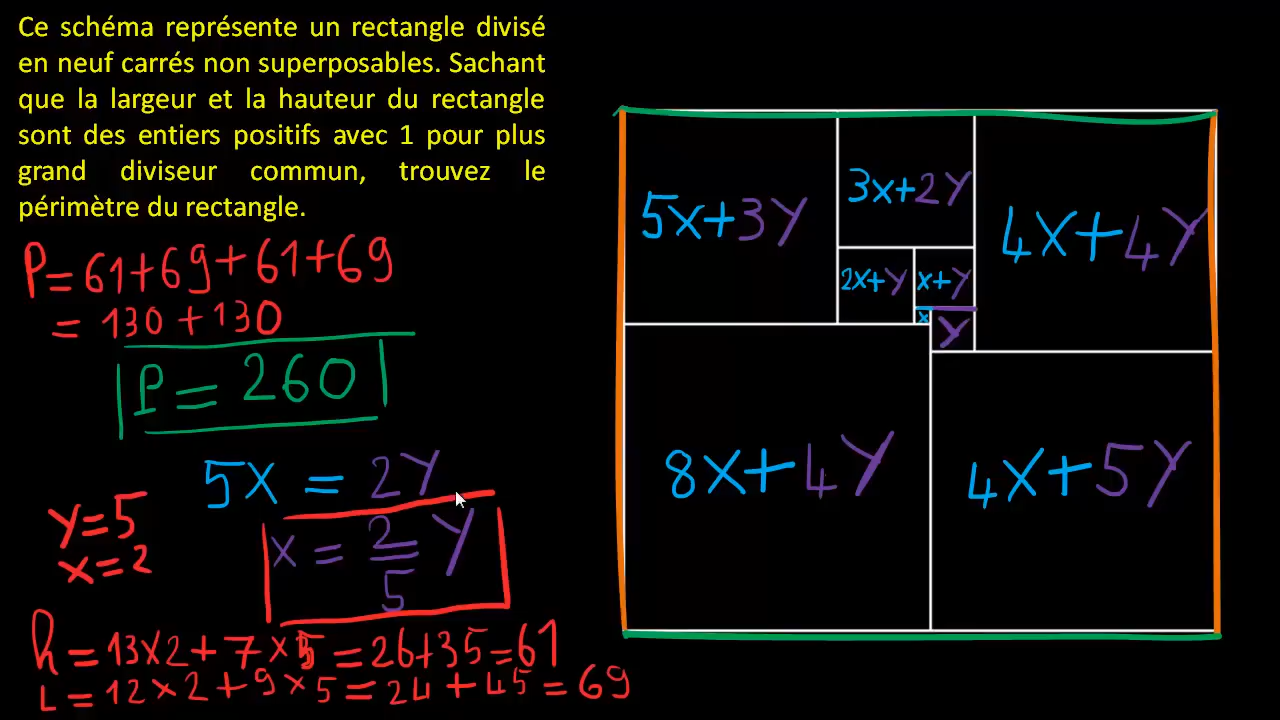 Ce schéma représente un rectangle divisé
en neuf carrés non superposables. Sachant
que la largeur et la hauteur du rectangle
sont des entiers positifs avec 1 pour plus
grand diviseur commun, trouvez le
périmètre du rectangle.
P = 61+69+61+69
= 130 + 130
P = 260
5x = 2Y
x = 2/5 Y
Y=5
x=2
h = 13×2 + 7×5 = 26+35=61
L = 12×2 + 9×5 = 24 + 45 = 69
5x+3Y
3x+2Y
4x+4Y
2x+Y
x+Y
x
Y
8x+4Y
4x+5Y